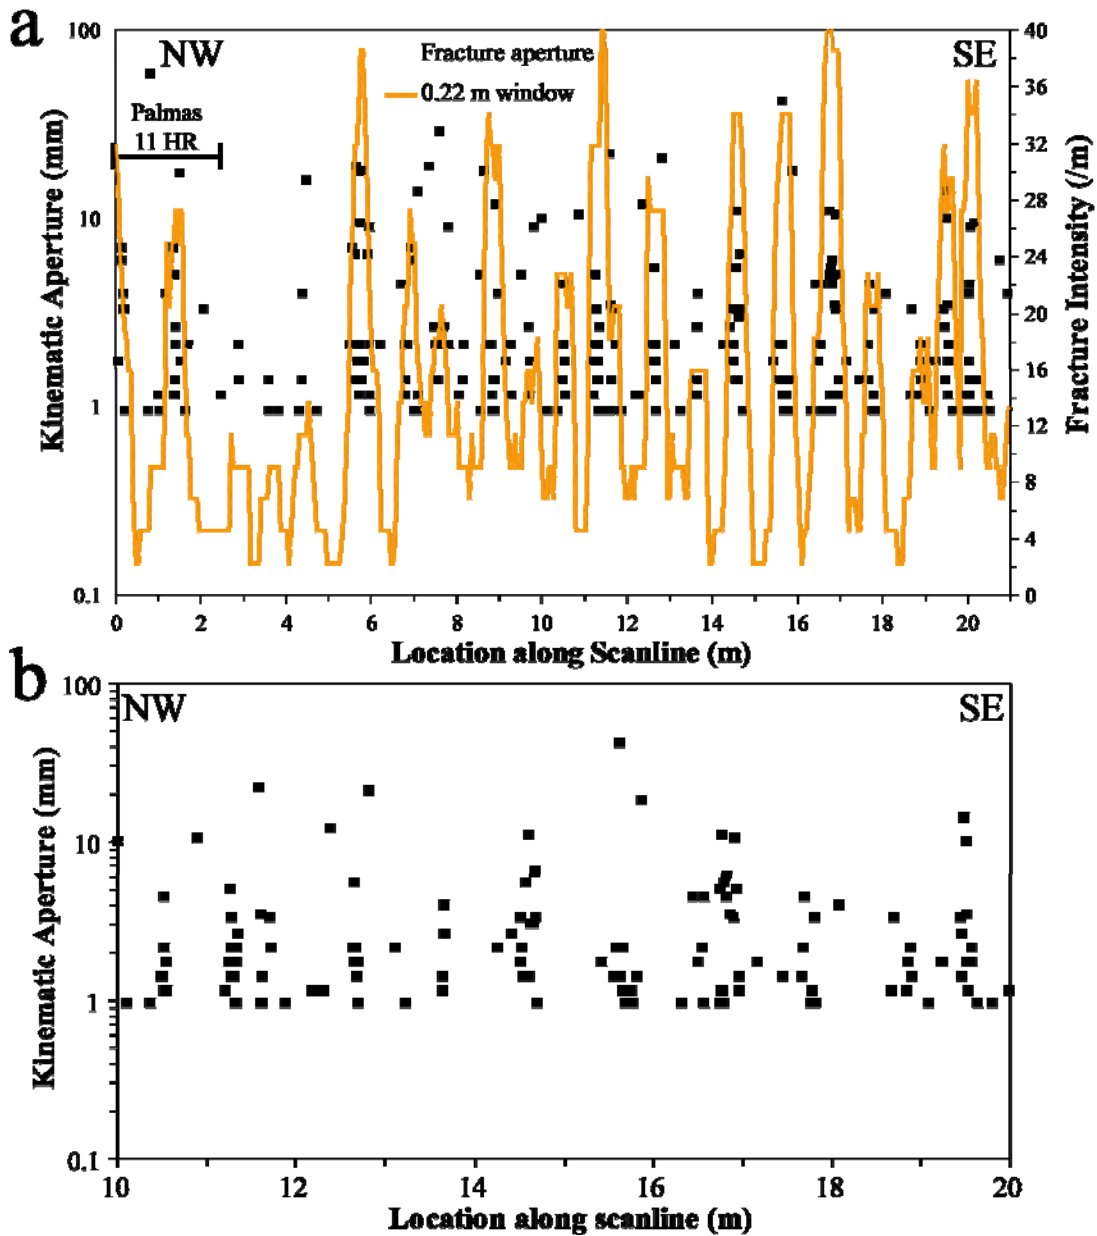 a
NW
SE
Fracture aperture
0.22 m window
Palmas
11 HR
Kinematic Aperture (mm)
100
10
1
0.1
Fracture Intensity (/m)
40
36
32
28
24
20
16
12
8
4
0
0 2 4 6 8 10 12 14 16 18 20
Location along Scanline (m)
b
NW
SE
Kinematic Aperture (mm)
100
10
1
0.1
10 12 14 16 18 20
Location along scanline (m)